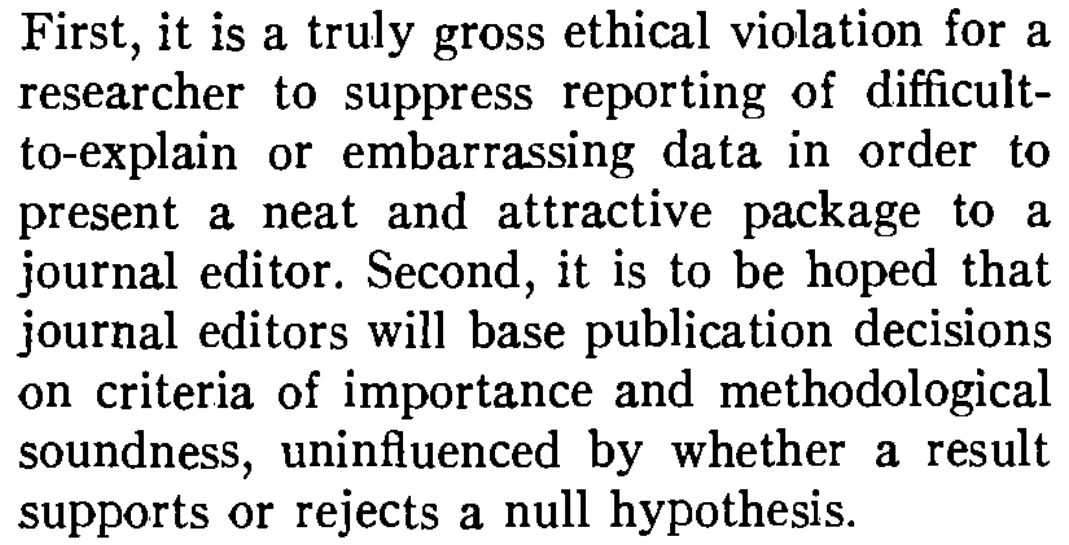 First, it is a truly gross ethical violation for a
researcher to suppress reporting of difficult-
to-explain or embarrassing data in order to
present a neat and attractive package to a
journal editor. Second, it is to be hoped that
journal editors will base publication decisions
on criteria of importance and methodological
soundness, uninfluenced by whether a result
supports or rejects a null hypothesis.